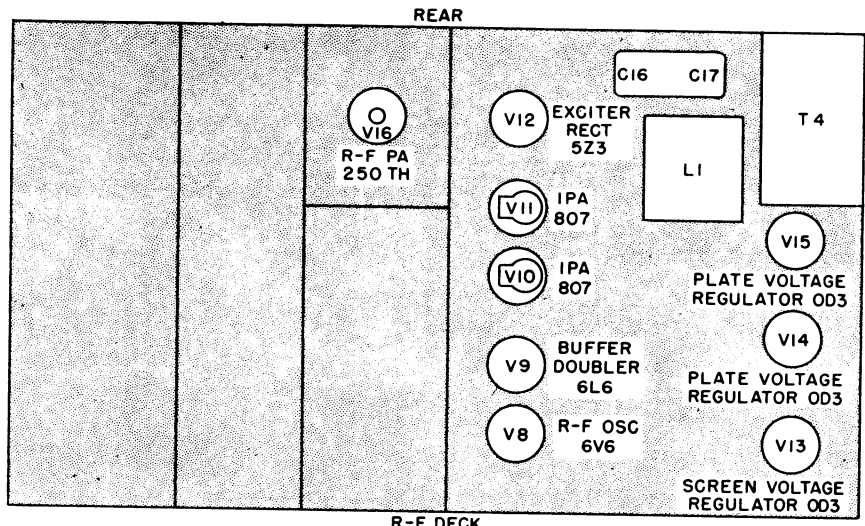 REAR
C16 C17
V16
R-F PA
250 TH
V12
EXCITER
RECT
5Z3
T4
L1
V11
IPA
807
V15
PLATE VOLTAGE
REGULATOR OD3
V10
IPA
807
V14
PLATE VOLTAGE
REGULATOR OD3
V9
BUFFER
DOUBLER
6L6
V8
R-F OSC
6V6
V13
SCREEN VOLTAGE
REGULATOR OD3
R-F DECK